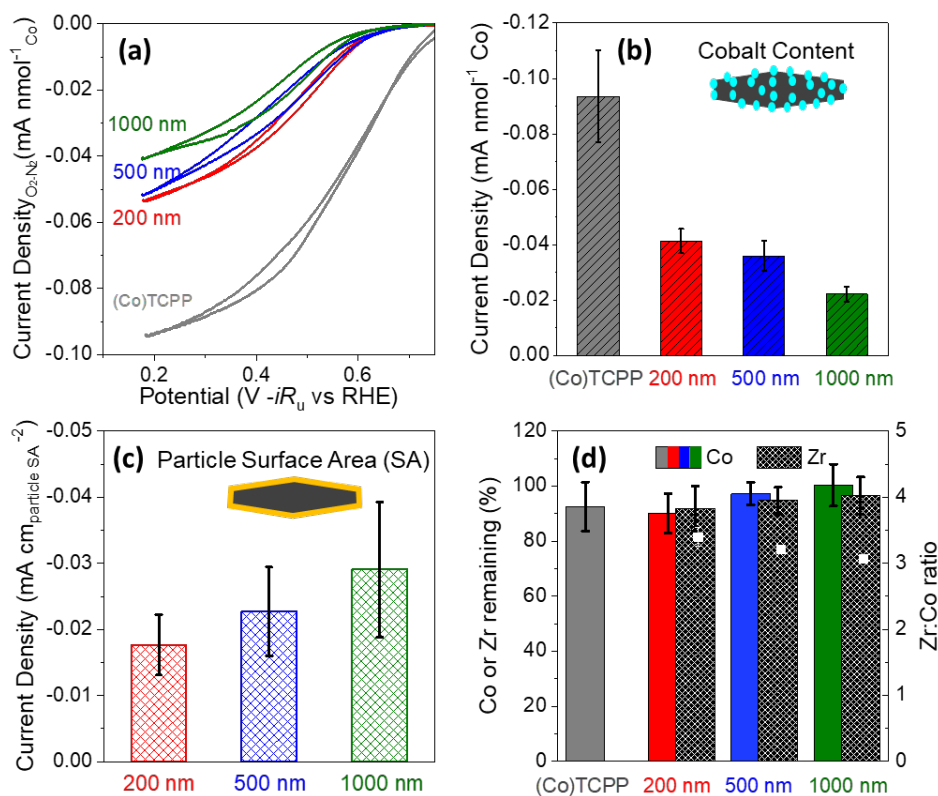 (a)
Current Density O₂-N₂ (mA nmol⁻¹ Co)
0.00
-0.02
-0.04
-0.06
-0.08
-0.10
1000 nm
500 nm
200 nm
(Co)TCPP
0.2
0.4
0.6
Potential (V -iRu vs RHE)
(b)
Cobalt Content
Current Density (mA nmol⁻¹ Co)
-0.12
-0.10
-0.08
-0.06
-0.04
-0.02
0.00
(Co)TCPP
200 nm
500 nm
1000 nm
(c)
Particle Surface Area (SA)
Current Density (mA cm particle SA⁻²)
-0.05
-0.04
-0.03
-0.02
-0.01
0.00
200 nm
500 nm
1000 nm
(d)
Co
Zr
Co or Zr remaining (%)
120
100
80
60
40
20
0
Zr:Co ratio
5
4
3
2
1
0
(Co)TCPP
200 nm
500 nm
1000 nm